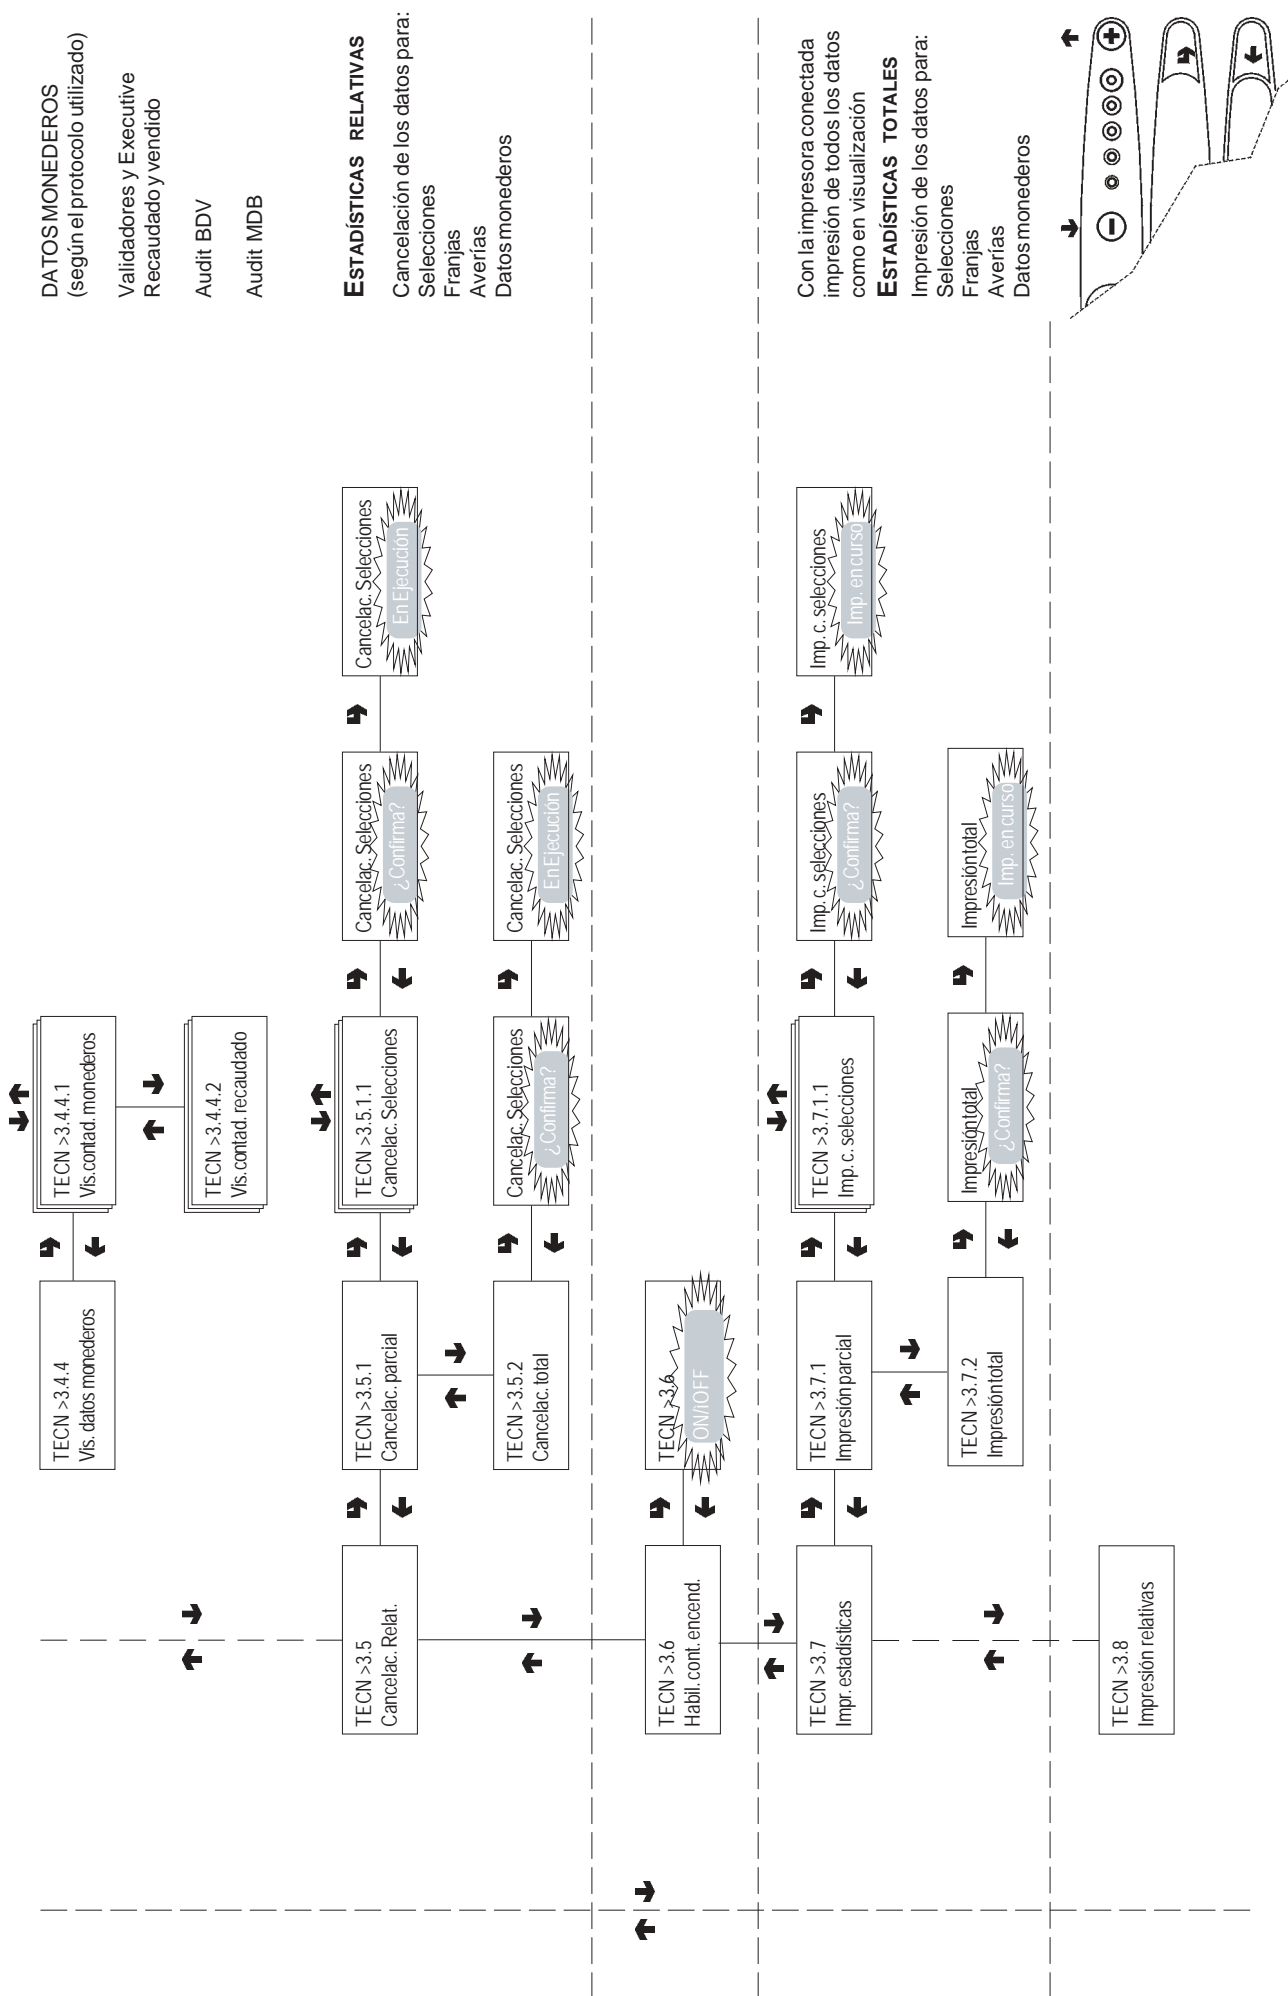 DATOS MONEDEROS
(según el protocolo utilizado)
Validadores y Executive
Recaudado y vendido
Audit BDV
Audit MDB
TECN >3.4.4
Vis. datos monederos
TECN >3.4.4.1
Vis.contad. monederos
TECN >3.4.4.2
Vis.contad. recaudado
ESTADÍSTICAS RELATIVAS
Cancelación de los datos para:
Selecciones
Franjas
Averías
Datos monederos
TECN >3.5
Cancelac. Relat.
TECN >3.5.1
Cancelac. parcial
TECN >3.5.1.1
Cancelac. Selecciones
Cancelac. Selecciones
¿Confirma?
Cancelac. Selecciones
En Ejecución
TECN >3.5.2
Cancelac. total
Cancelac. Selecciones
¿Confirma?
Cancelac. Selecciones
En Ejecución
TECN >3.6
Habil. cont. encend.
TECN >3.6
ON/iOFF
Con la impresora conectada
impresión de todos los datos
como en visualización
ESTADÍSTICAS TOTALES
Impresión de los datos para:
Selecciones
Franjas
Averías
Datos monederos
TECN >3.7
Impr. estadísticas
TECN >3.7.1
Impresión parcial
TECN >3.7.1.1
Imp. c. selecciones
Imp. c. selecciones
¿Confirma?
Imp. c. selecciones
Imp. en curso
TECN >3.7.2
Impresión total
Impresión total
¿Confirma?
Impresión total
Imp. en curso
TECN >3.8
Impresión relativas